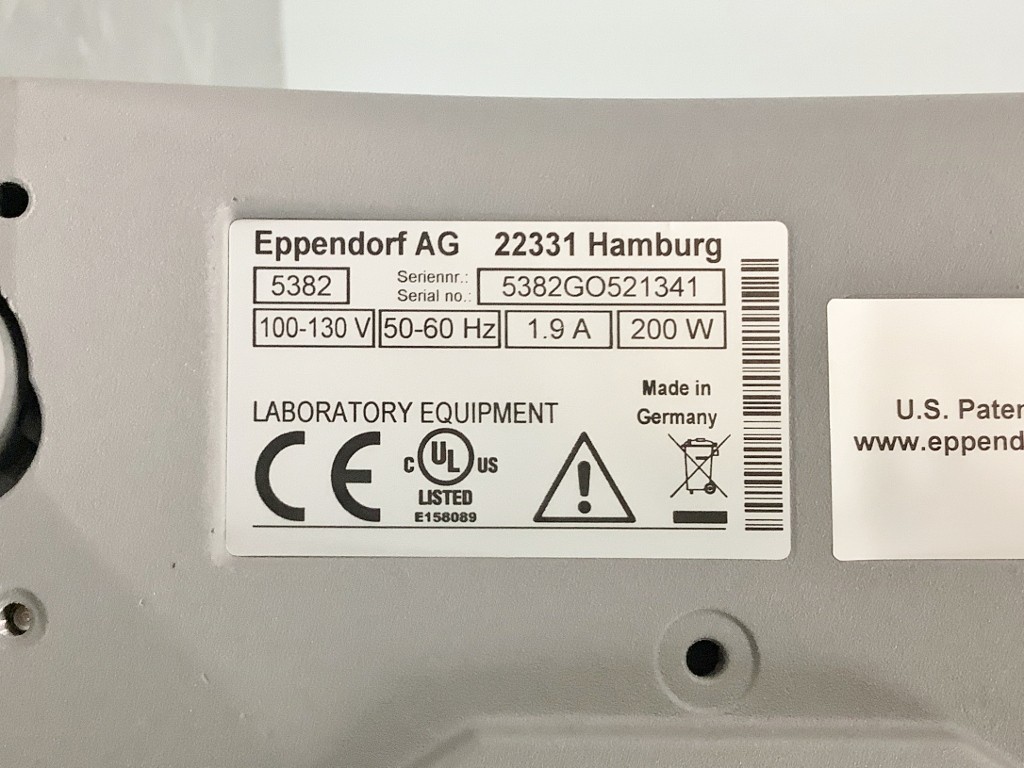 Eppendorf AG 22331 Hamburg
5382 Seriennr.: Serial no.: 5382GO521341
100-130 V 50-60 Hz 1.9 A 200 W
Made in
Germany
LABORATORY EQUIPMENT
CE C UL US
LISTED
E158089
U.S. Paten
www.eppend